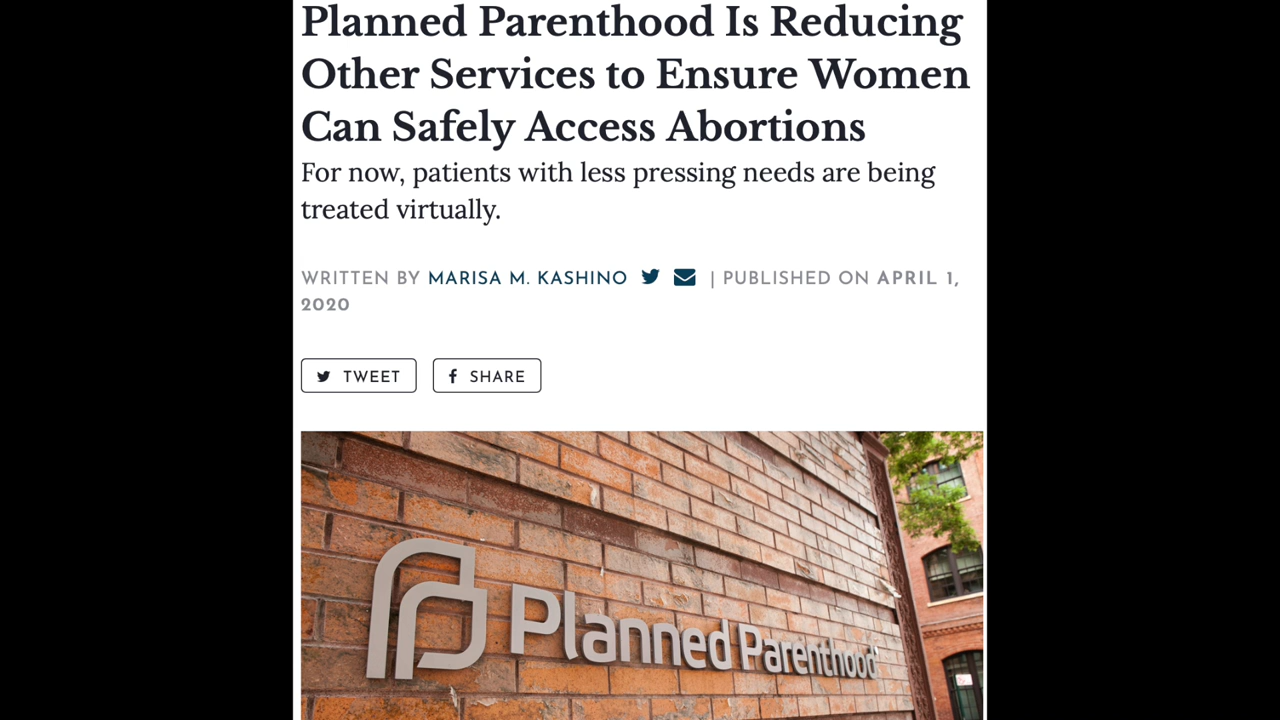 Planned Parenthood Is Reducing
Other Services to Ensure Women
Can Safely Access Abortions
For now, patients with less pressing needs are being
treated virtually.
WRITTEN BY MARISA M. KASHINO | PUBLISHED ON APRIL 1,
2020
TWEET SHARE
Planned Parenthood